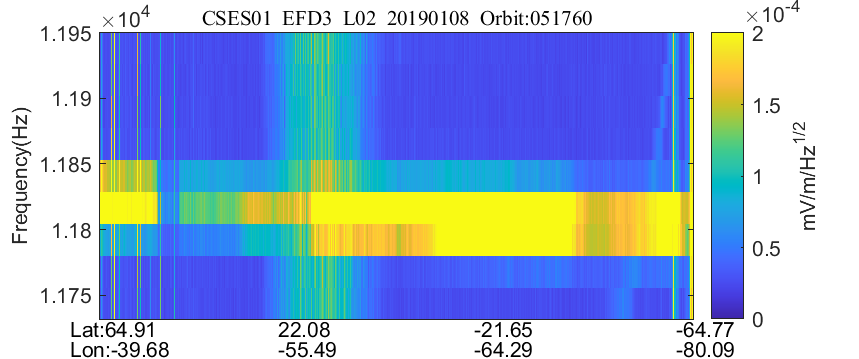 CSES01 EFD3 L02 20190108 Orbit:051760
×10⁴
×10⁻⁴
1.195
1.19
1.185
1.18
1.175
Frequency(Hz)
2
1.5
1
0.5
0
mV/m/Hz^1/2
Lat:64.91 22.08 -21.65 -64.77
Lon:-39.68 -55.49 -64.29 -80.09